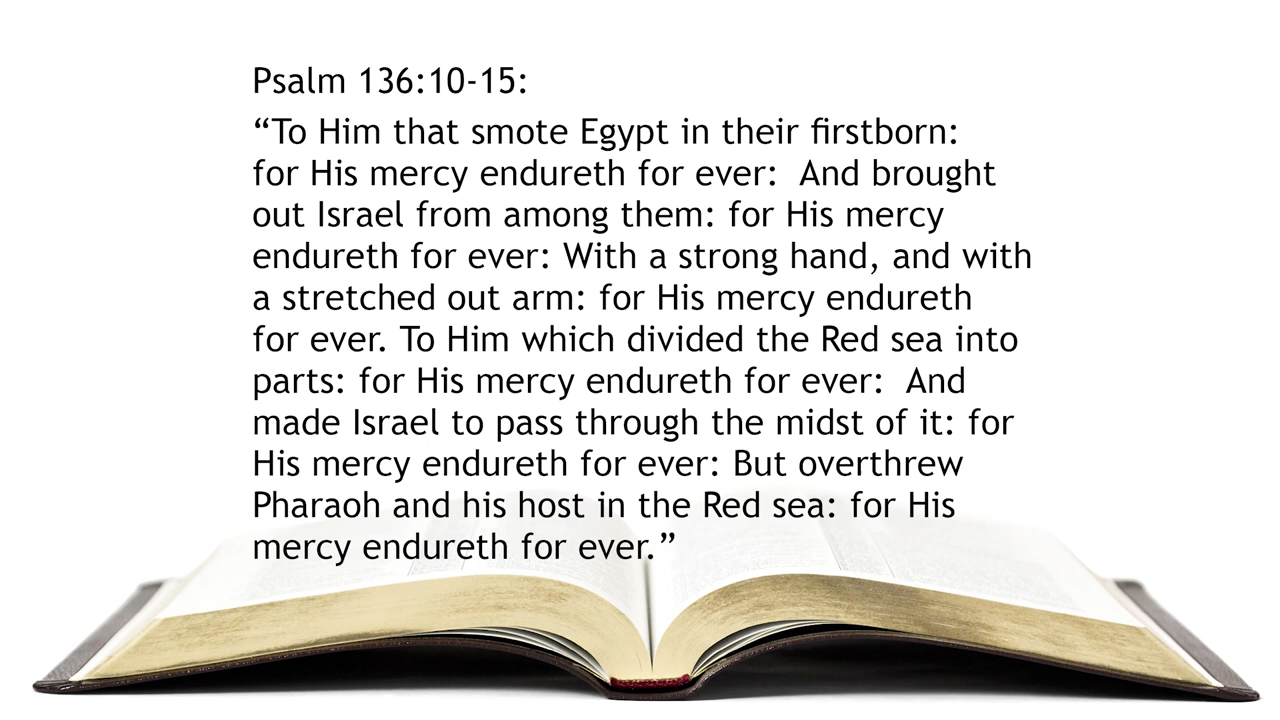 Psalm 136:10-15:
“To Him that smote Egypt in their firstborn:
for His mercy endureth for ever:  And brought
out Israel from among them: for His mercy
endureth for ever: With a strong hand, and with
a stretched out arm: for His mercy endureth
for ever. To Him which divided the Red sea into
parts: for His mercy endureth for ever:  And
made Israel to pass through the midst of it: for
His mercy endureth for ever: But overthrew
Pharaoh and his host in the Red sea: for His
mercy endureth for ever.”